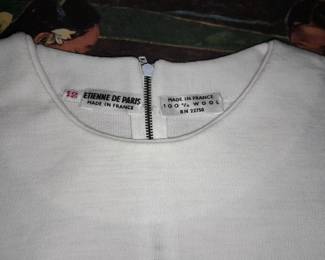 12
ETIENNE DE PARIS
MADE IN FRANCE
MADE IN FRANCE
100 % WOOL
RN 22750